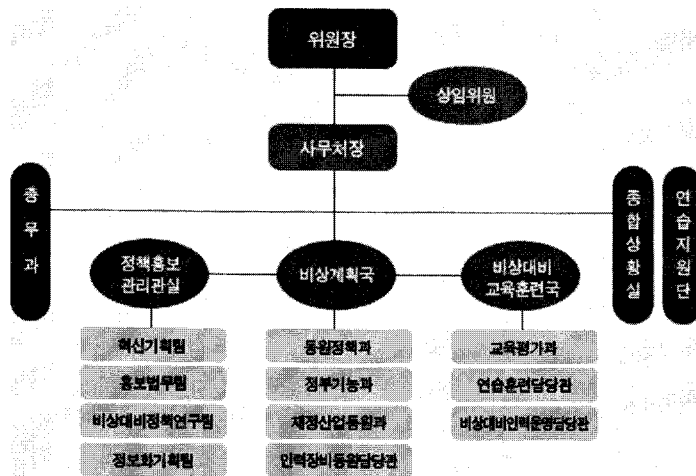 위원장
상임위원
사무처장
총무과
종합상황실
연습지원단
정책홍보
관리관실
비상계획국
비상대비
교육훈련국
혁신기획팀
홍보법무팀
비상대비정책연구팀
정보화기획팀
동원정책과
정부기능과
재정산업동원과
인력장비동원담당관
교육평가과
연습훈련담당관
비상대비인력운영담당관